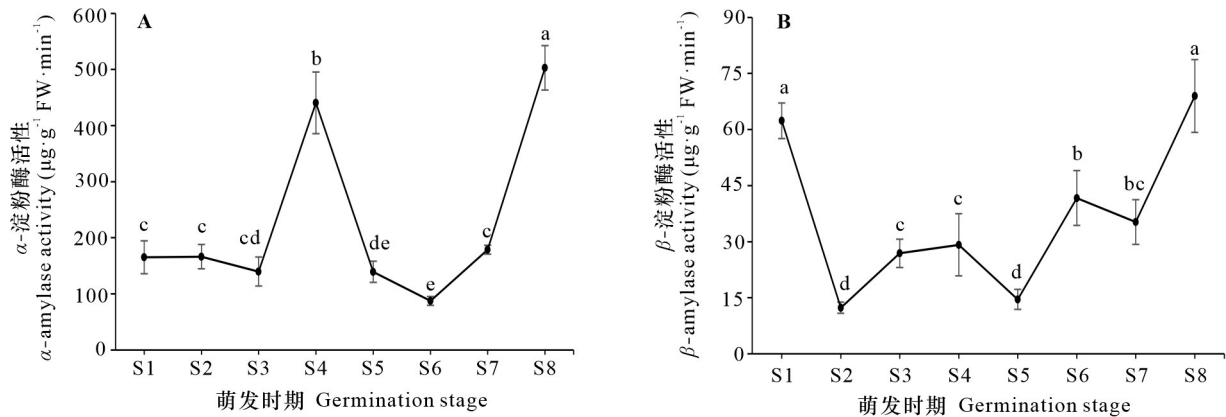 A
α-淀粉酶活性
α-amylase activity (μg·g⁻¹ FW·min⁻¹)
600
500
400
300
200
100
0
c
c
cd
b
de
e
c
a
S1 S2 S3 S4 S5 S6 S7 S8
萌发时期 Germination stage
B
β-淀粉酶活性
β-amylase activity (μg·g⁻¹ FW·min⁻¹)
90
75
60
45
30
15
0
a
d
c
c
d
b
bc
a
S1 S2 S3 S4 S5 S6 S7 S8
萌发时期 Germination stage